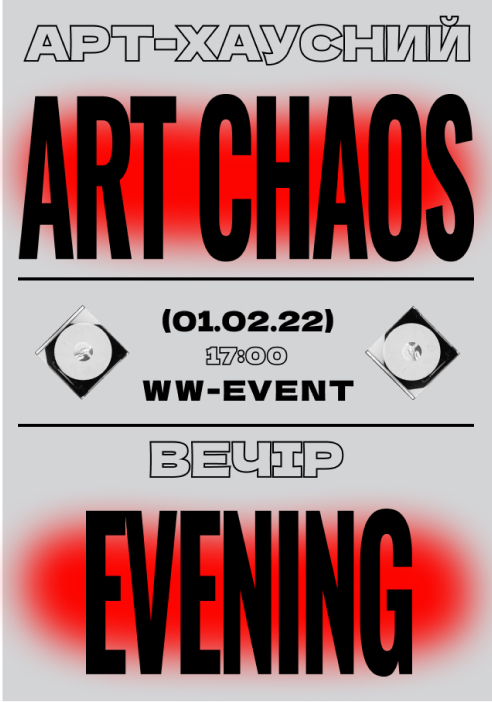 АРТ-ХАУСНИЙ
ART CHAOS
(01.02.22)
17:00
WW-EVENT
ВЕЧІР
EVENING